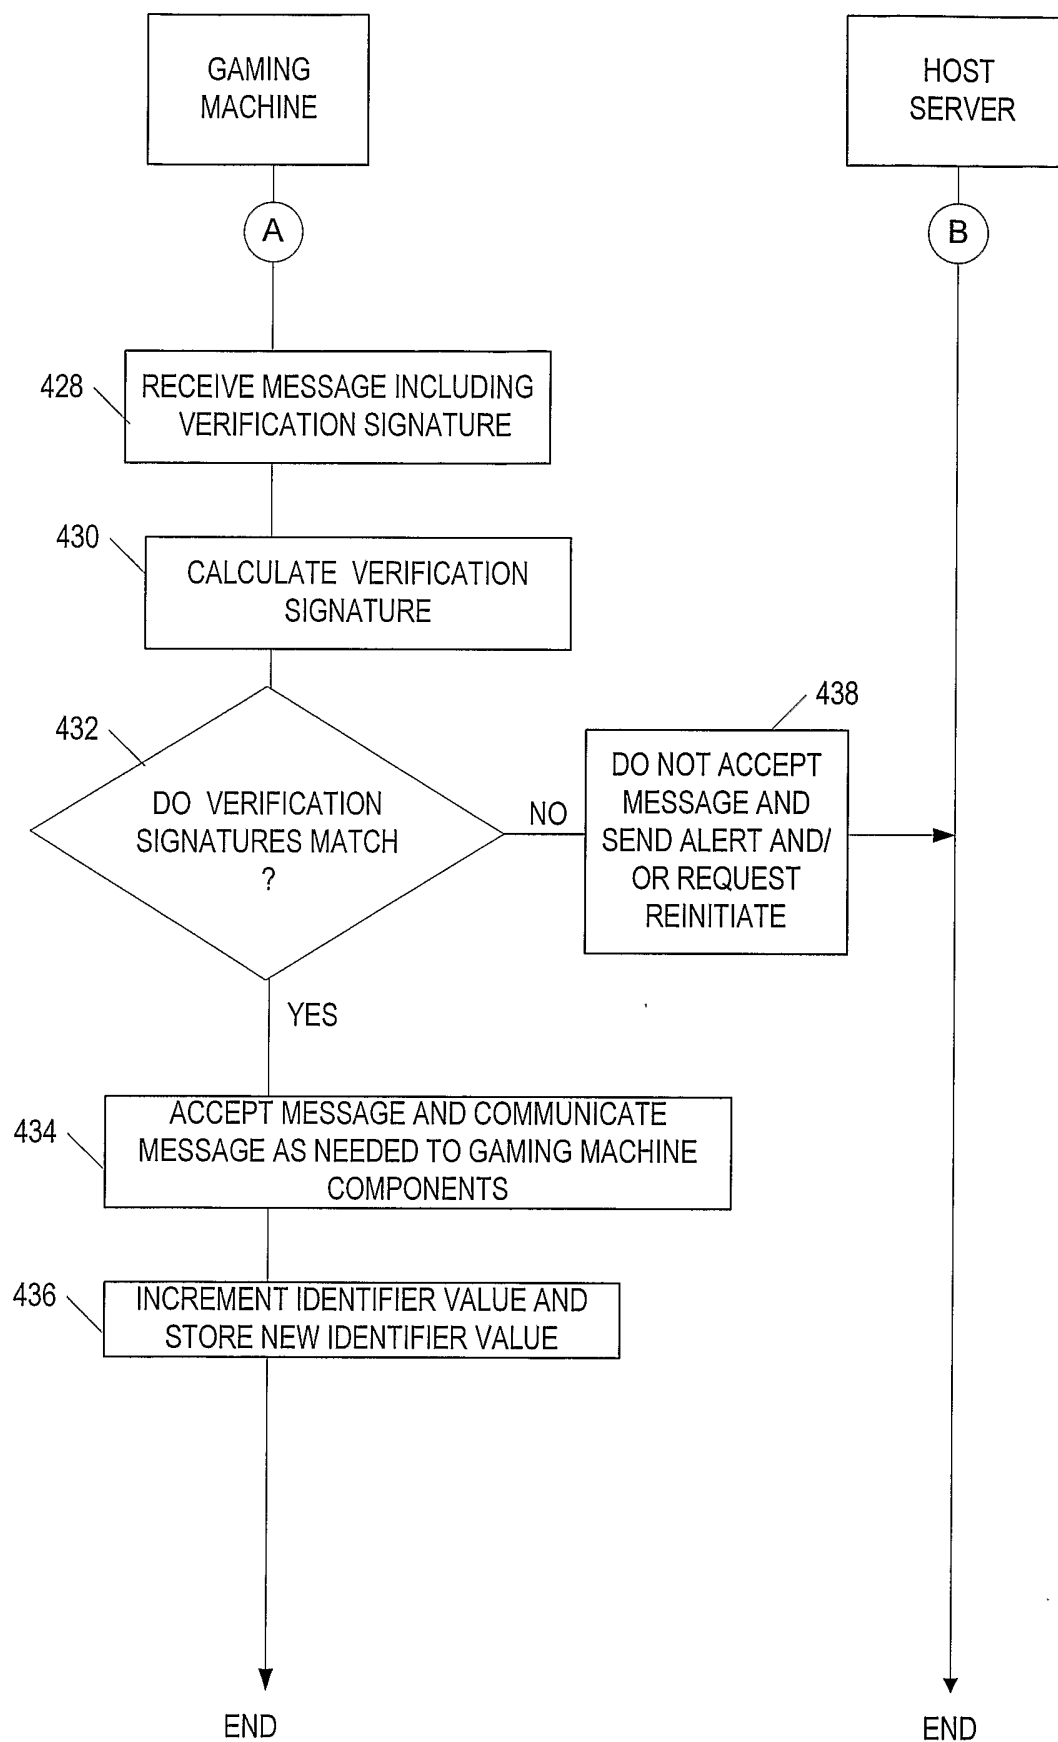 GAMING
MACHINE
HOST
SERVER
A
B
428
RECEIVE MESSAGE INCLUDING
VERIFICATION SIGNATURE
430
CALCULATE VERIFICATION
SIGNATURE
432
DO VERIFICATION
SIGNATURES MATCH
?
NO
438
DO NOT ACCEPT
MESSAGE AND
SEND ALERT AND/
OR REQUEST
REINITIATE
YES
434
ACCEPT MESSAGE AND COMMUNICATE
MESSAGE AS NEEDED TO GAMING MACHINE
COMPONENTS
436
INCREMENT IDENTIFIER VALUE AND
STORE NEW IDENTIFIER VALUE
END
END